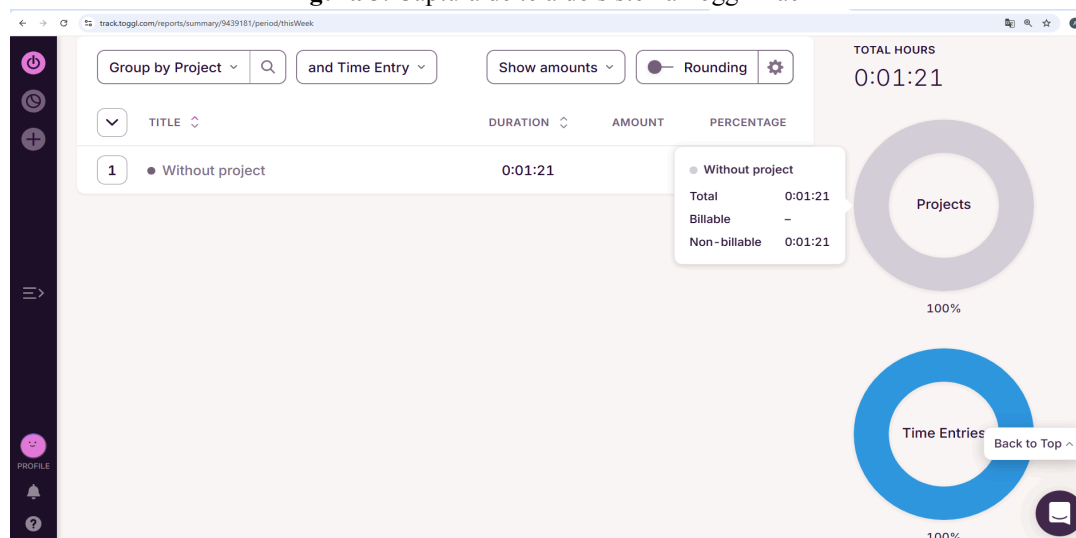 track.toggl.com/reports/summary/9439181/period/thisWeek
Group by Project and Time Entry Show amounts Rounding
TOTAL HOURS
0:01:21
TITLE DURATION AMOUNT PERCENTAGE
1 Without project 0:01:21
Without project
Total 0:01:21
Billable –
Non-billable 0:01:21
Projects
100%
Time Entries
Back to Top
100%
PROFILE